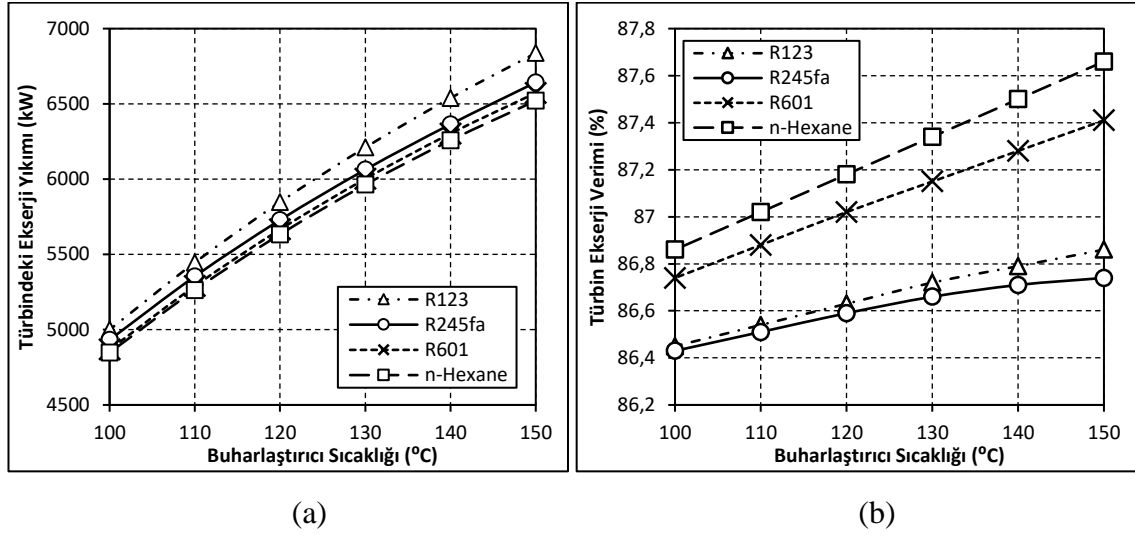 Türbindeki Ekserji Yıkımı (kW)
7000
6500
6000
5500
5000
4500
R123
R245fa
R601
n-Hexane
100 110 120 130 140 150
Buharlaştırıcı Sıcaklığı (⁰C)
(a)
Türbin Ekserji Verimi (%)
87,8
87,6
87,4
87,2
87
86,8
86,6
86,4
86,2
R123
R245fa
R601
n-Hexane
100 110 120 130 140 150
Buharlaştırıcı Sıcaklığı (⁰C)
(b)